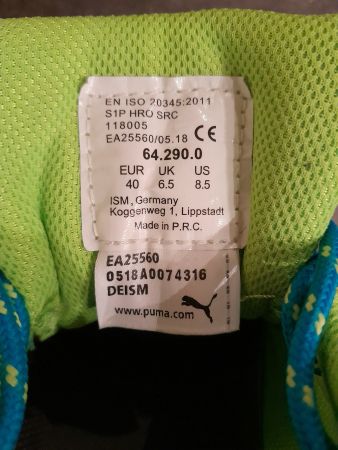 EN ISO 20345:2011
S1P HRO SRC
118005
EA25560/05.18 CE
64.290.0
EUR UK US
40 6.5 8.5
ISM, Germany
Koggenweg 1, Lippstadt
Made in P.R.C.
EA25560
0518A0074316
DEISM
www.puma.com